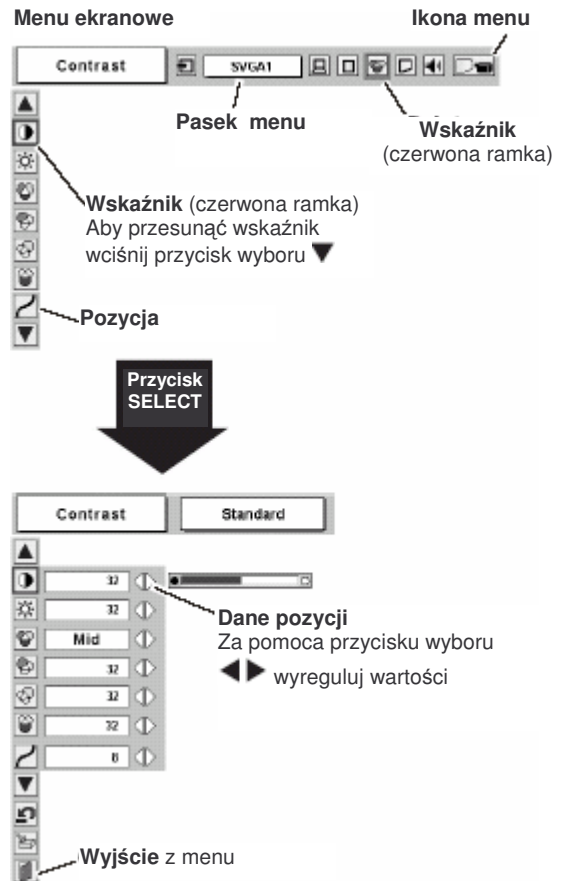 Menu ekranowe
Ikona menu
Contrast
SVGA1
Pasek menu
Wskaźnik
(czerwona ramka)
Wskaźnik (czerwona ramka)
Aby przesunąć wskaźnik
wciśnij przycisk wyboru ▼
Pozycja
Przycisk
SELECT
Contrast
Standard
32
32
Mid
32
32
32
8
Dane pozycji
Za pomoca przycisku wyboru
◀▶ wyreguluj wartości
Wyjście z menu